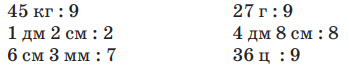 45 кг : 9
1 дм 2 см : 2
6 см 3 мм : 7
27 г : 9
4 дм 8 см : 8
36 ц : 9